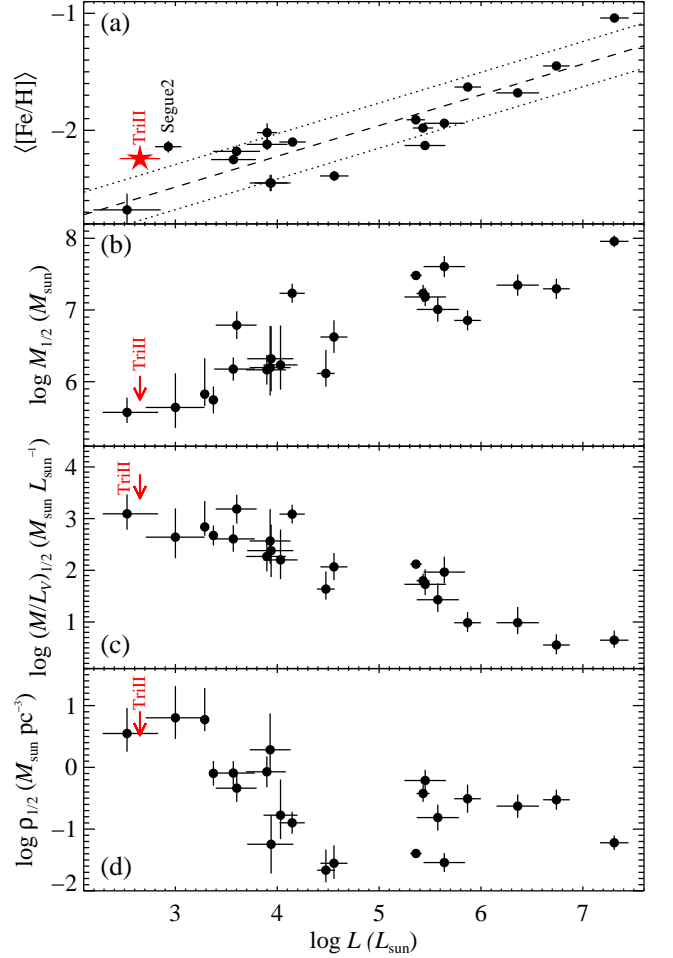 (a)
−1
−2
⟨[Fe/H]⟩
TriII
Segue2
(b)
8
7
6
log M1/2 (Msun)
TriII
(c)
4
3
2
1
log (M/LV)1/2 (Msun Lsun−1)
TriII
(d)
1
0
−1
−2
log ρ1/2 (Msun pc−3)
TriII
3 4 5 6 7
log L (Lsun)